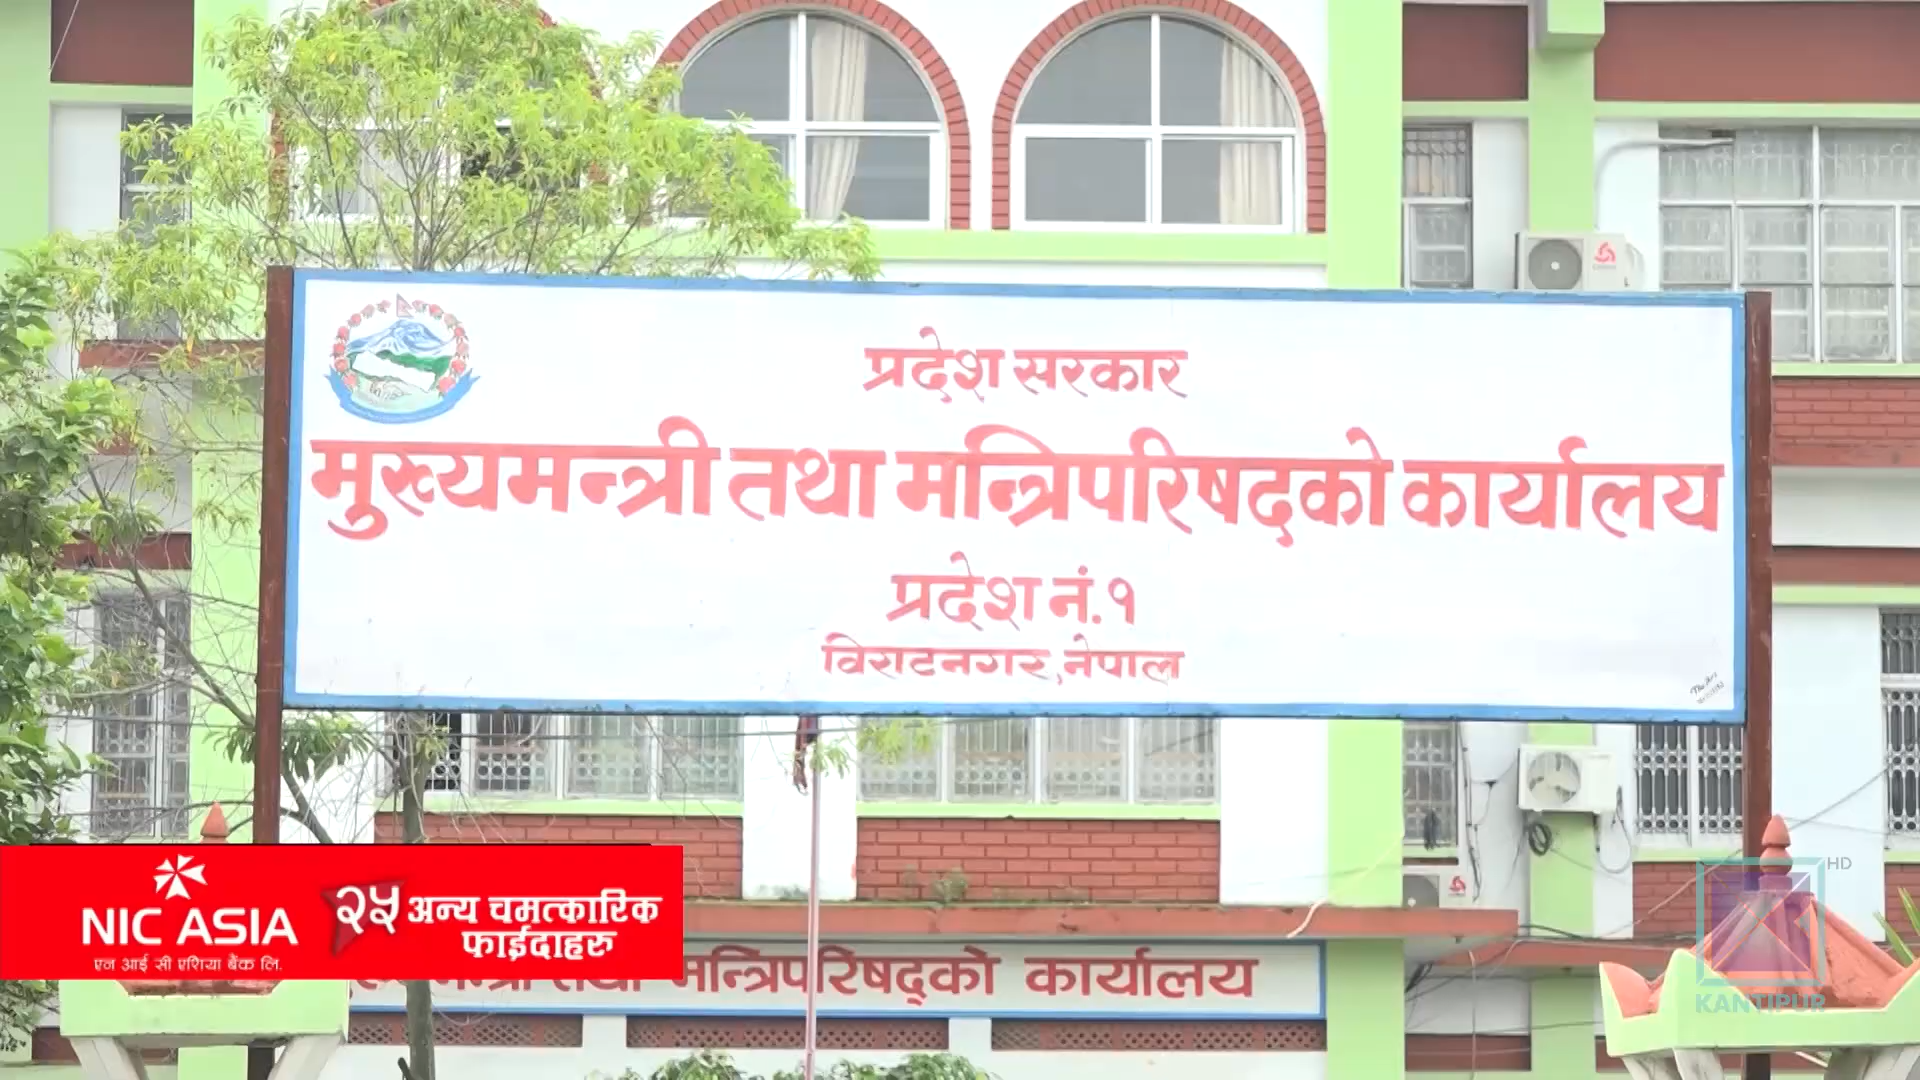 प्रदेश सरकार
मुख्यमन्त्री तथा मन्त्रिपरिषदको कार्यालय
प्रदेश नं.१
विराटनगर,नेपाल
NIC ASIA
एन आई सी एशिया बैंक लि.
२५ अन्य चमत्कारिक
फाईदाहरु
मन्त्रिपरिषद्को कार्यालय
HD
KANTIPUR